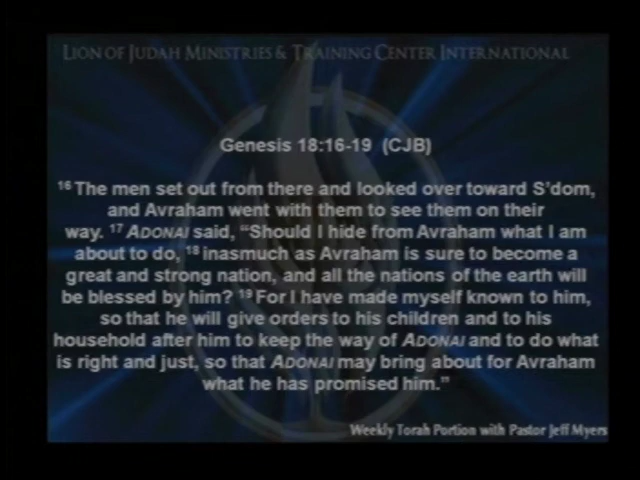 LION OF JUDAH MINISTRIES & TRAINING CENTER INTERNATIONAL
Genesis 18:16-19 (CJB)
16 The men set out from there and looked over toward S'dom,
and Avraham went with them to see them on their
way. 17 ADONAI said, “Should I hide from Avraham what I am
about to do, 18 inasmuch as Avraham is sure to become a
great and strong nation, and all the nations of the earth will
be blessed by him? 19 For I have made myself known to him,
so that he will give orders to his children and to his
household after him to keep the way of ADONAI and to do what
is right and just, so that ADONAI may bring about for Avraham
what he has promised him.”
Weekly Torah Portion with Pastor Jeff Myers